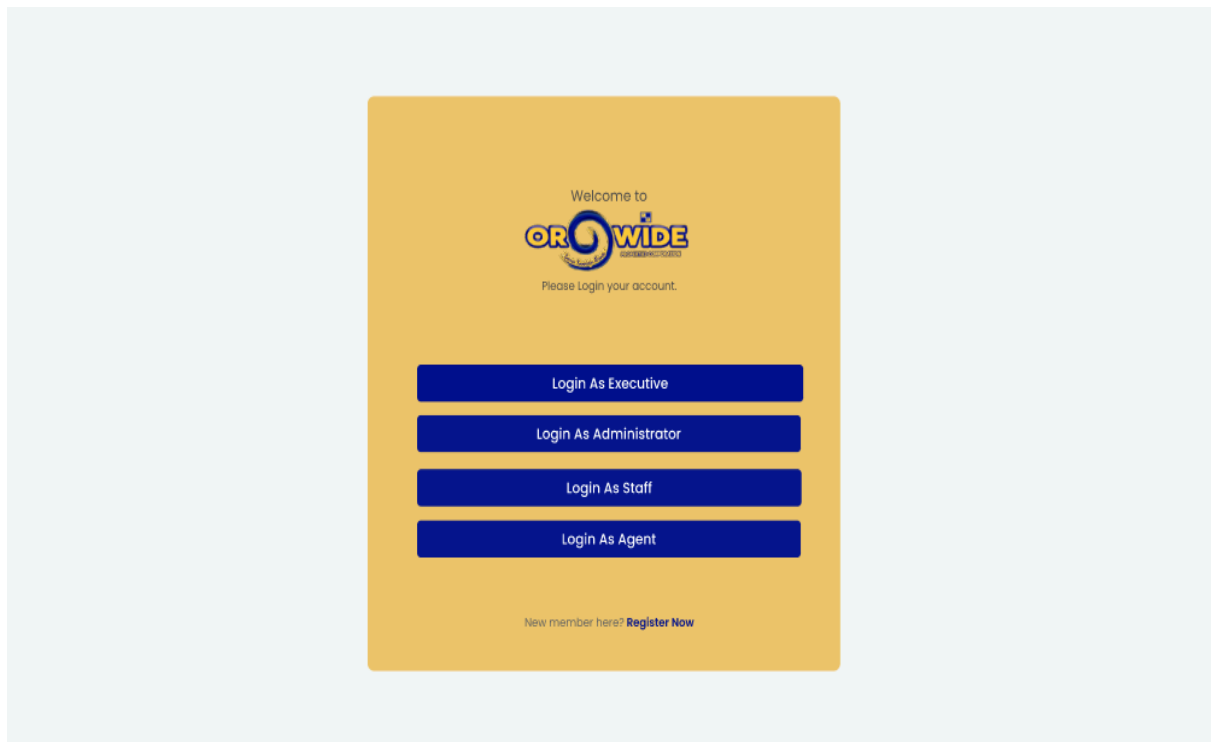 Welcome to
OROWIDE
Please Login your account.
Login As Executive
Login As Administrator
Login As Staff
Login As Agent
New member here? Register Now